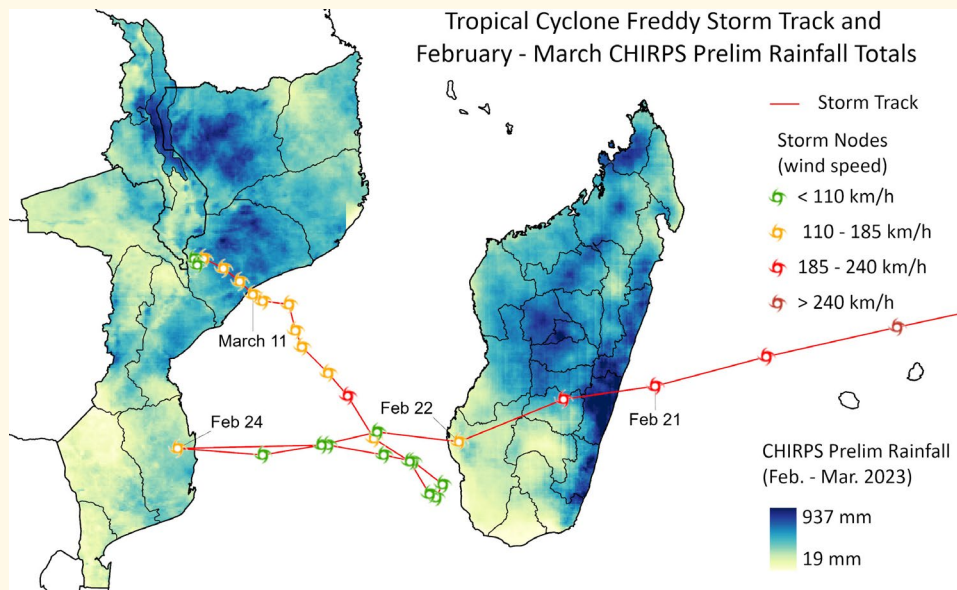 Tropical Cyclone Freddy Storm Track and
February - March CHIRPS Prelim Rainfall Totals
Storm Track
Storm Nodes
(wind speed)
< 110 km/h
110 - 185 km/h
185 - 240 km/h
> 240 km/h
March 11
Feb 24
Feb 22
Feb 21
CHIRPS Prelim Rainfall
(Feb. - Mar. 2023)
937 mm
19 mm